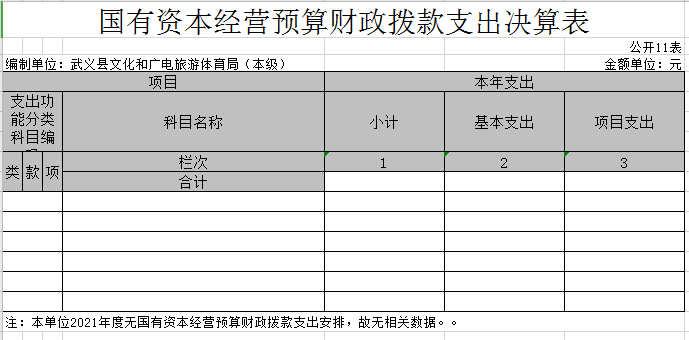 国有资本经营预算财政拨款支出决算表
公开11表
编制单位：武义县文化和广电旅游体育局（本级） 金额单位：元
项目 本年支出
支出功能分类科目编 科目名称 小计 基本支出 项目支出
类 款 项 栏次 1 2 3
合计
注：本单位2021年度无国有资本经营预算财政拨款支出安排，故无相关数据。。